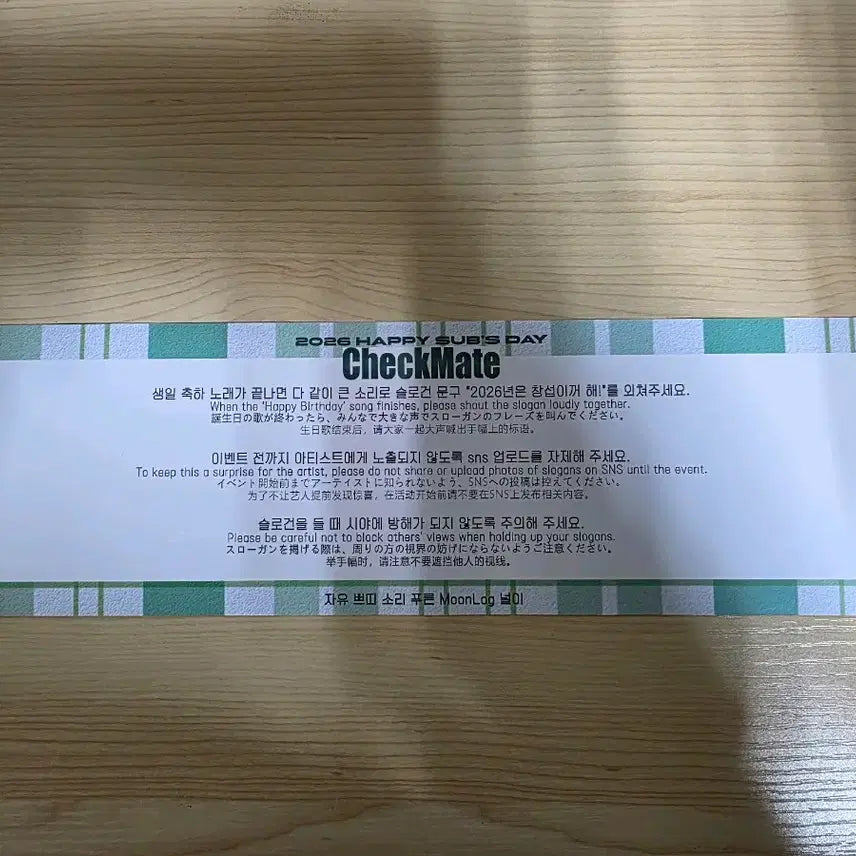 2026 HAPPY SUB'S DAY
CheckMate
생일 축하 노래가 끝나면 다 같이 큰 소리로 슬로건 문구 "2026년은 창섭이꺼 해!"를 외쳐주세요.
When the 'Happy Birthday' song finishes, please shout the slogan loudly together.
誕生日の歌が終わったら、みんなで大きな声でスローガンのフレーズを叫んでください。
生日歌结束后，请大家一起大声喊出手幅上的标语。
이벤트 전까지 아티스트에게 노출되지 않도록 sns 업로드를 자제해 주세요.
To keep this a surprise for the artist, please do not share or upload photos of slogans on SNS until the event.
イベント開始前までアーティストに知られないよう、SNSへの投稿は控えてください。
为了不让艺人提前发现惊喜，在活动开始前请不要在SNS上发布相关内容。
슬로건을 들 때 시야에 방해가 되지 않도록 주의해 주세요.
Please be careful not to block others' views when holding up your slogans.
スローガンを掲げる際は、周りの方の視界の妨げにならないようご注意ください。
举手幅时，请注意不要遮挡他人的视线。
자유 쁘띠 소리 푸른 MoonLog 널이